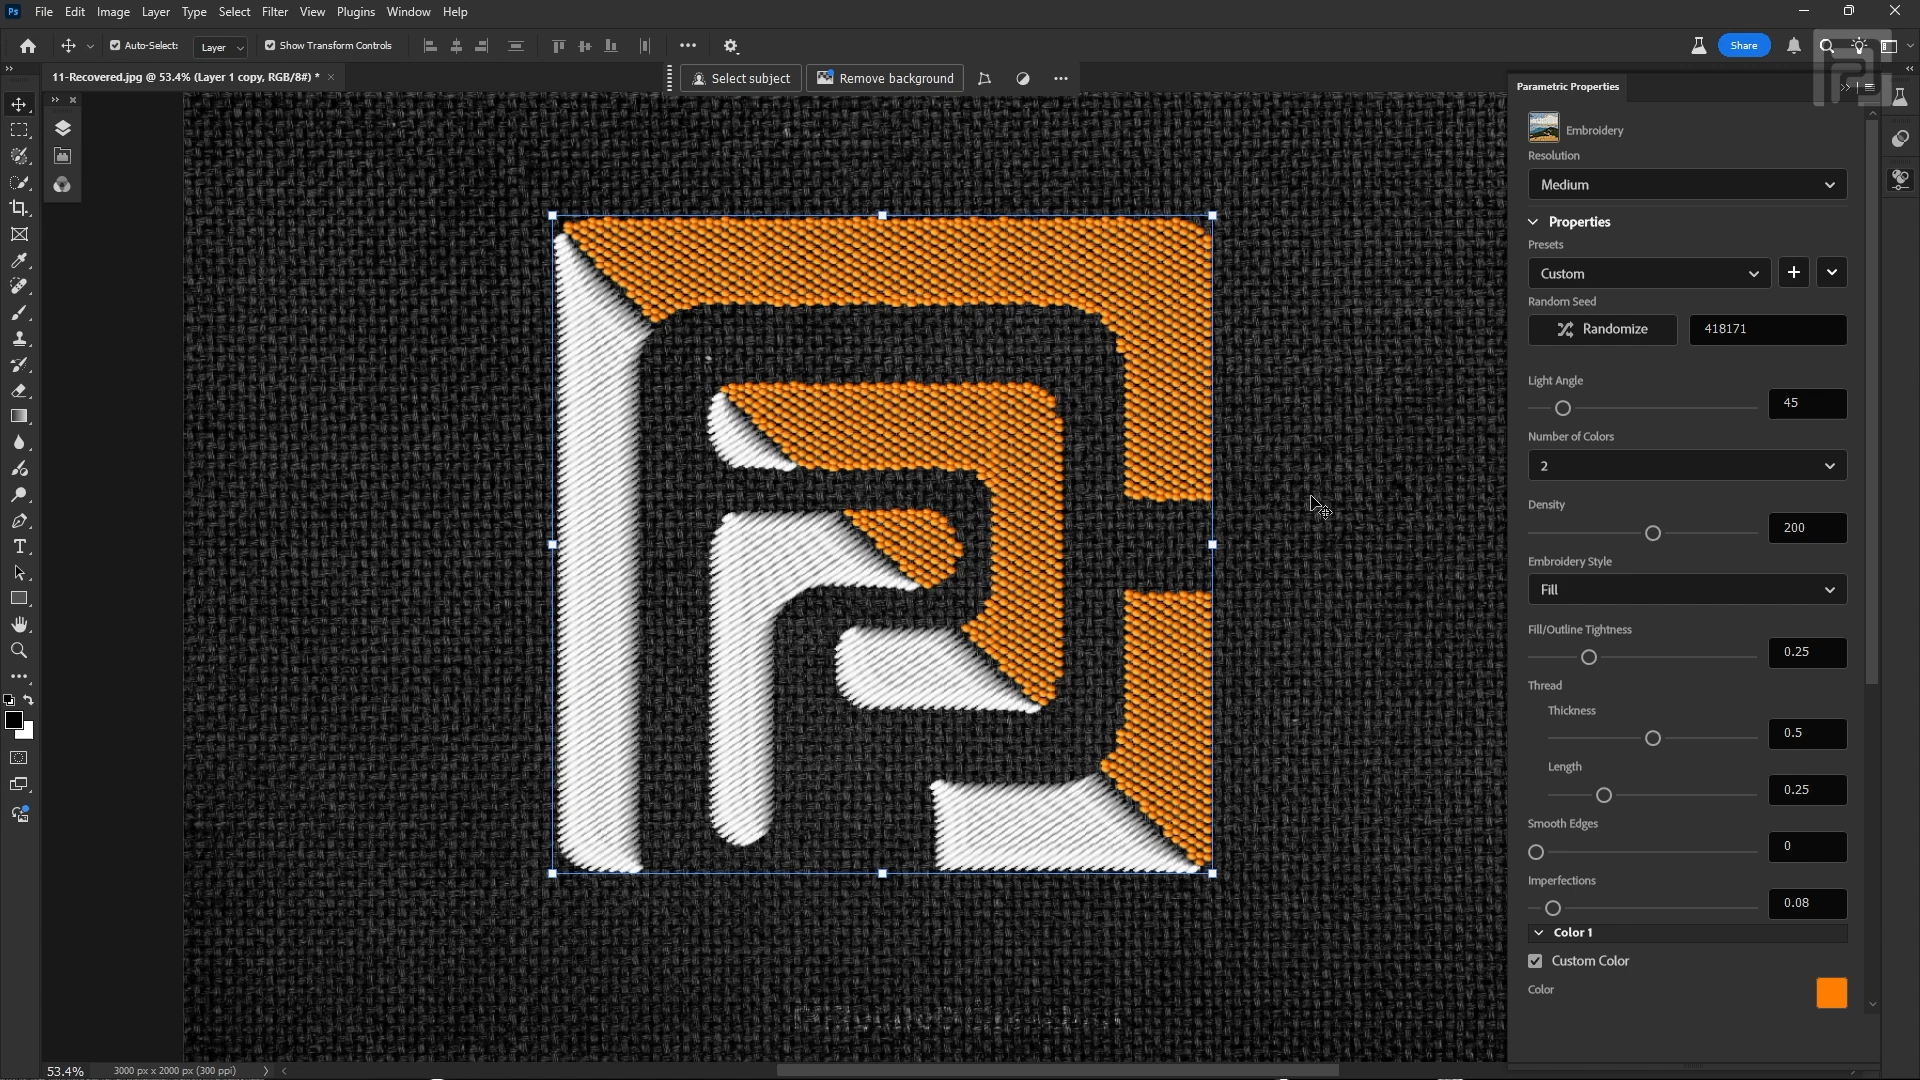 Ps File Edit Image Layer Type Select Filter View Plugins Window Help
Auto-Select: Layer Show Transform Controls Share
11-Recovered.jpg @ 53.4% (Layer 1 copy, RGB/8#) *
Select subject Remove background
Parametric Properties
Embroidery
Resolution
Medium
Properties
Presets
Custom
Random Seed
Randomize 418171
Light Angle
45
Number of Colors
2
Density
200
Embroidery Style
Fill
Fill/Outline Tightness
0.25
Thread
Thickness
0.5
Length
0.25
Smooth Edges
0
Imperfections
0.08
Color 1
Custom Color
Color
53.4% 3000 px x 2000 px (300 ppi)